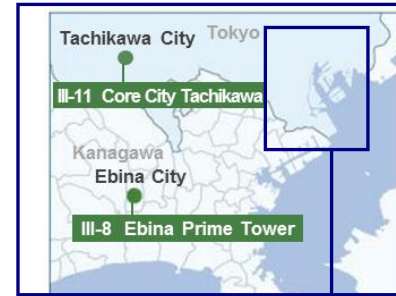 Tachikawa City
Tokyo
III-11 Core City Tachikawa
Kanagawa
Ebina City
III-8 Ebina Prime Tower